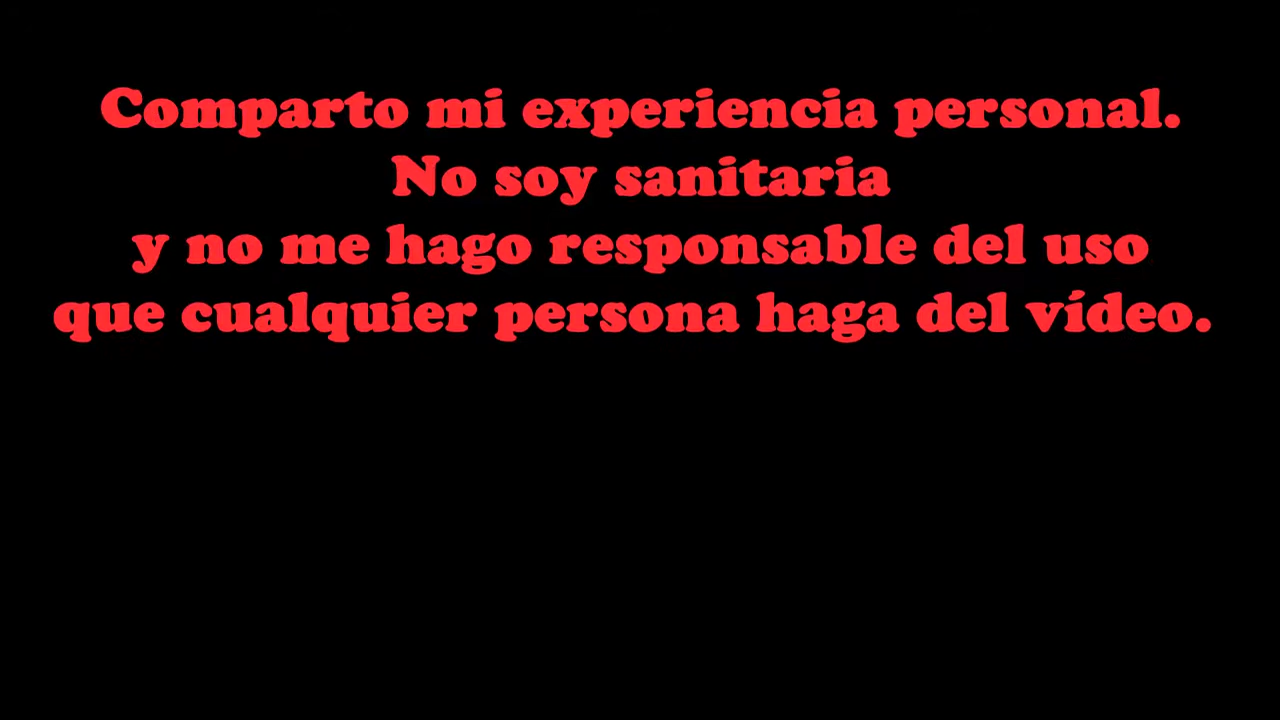 Comparto mi experiencia personal.
No soy sanitaria
y no me hago responsable del uso
que cualquier persona haga del vídeo.